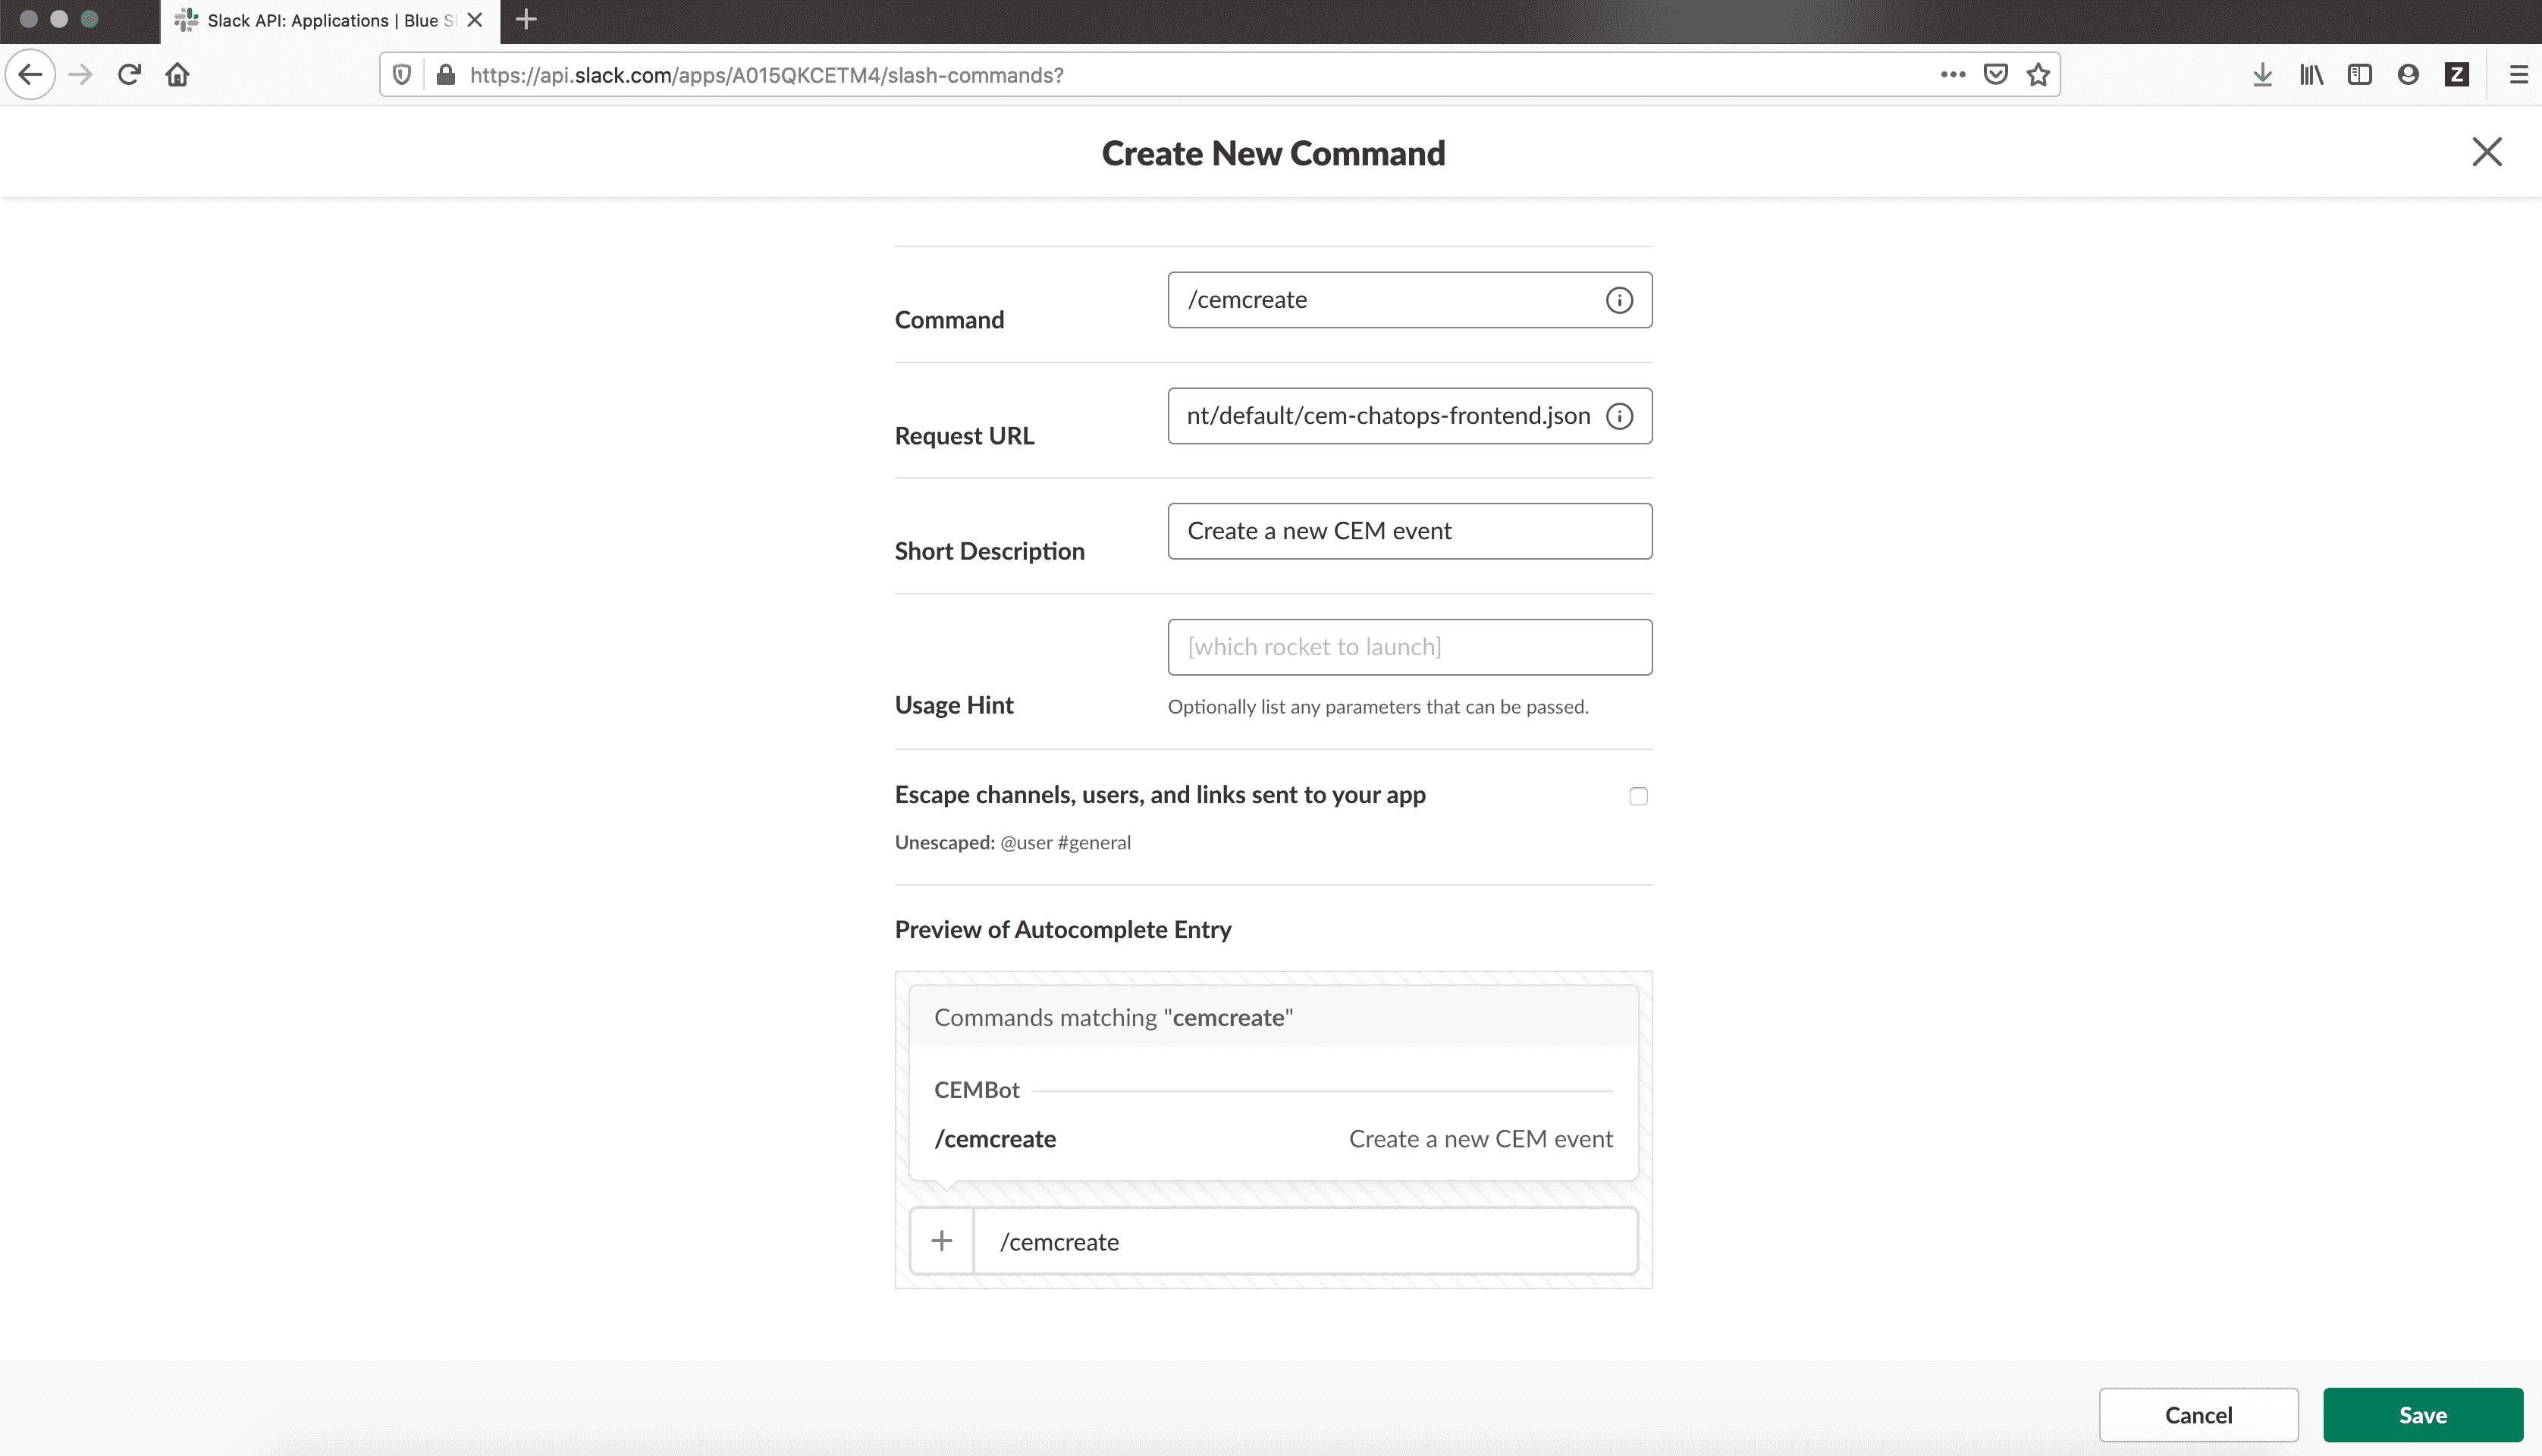 Slack API: Applications | Blue S
https://api.slack.com/apps/A015QKCETM4/slash-commands?
Z
Create New Command
Command
/cemcreate
Request URL
nt/default/cem-chatops-frontend.json
Short Description
Create a new CEM event
Usage Hint
[which rocket to launch]
Optionally list any parameters that can be passed.
Escape channels, users, and links sent to your app
Unescaped: @user #general
Preview of Autocomplete Entry
Commands matching "cemcreate"
CEMBot
/cemcreate Create a new CEM event
+ /cemcreate
Cancel Save